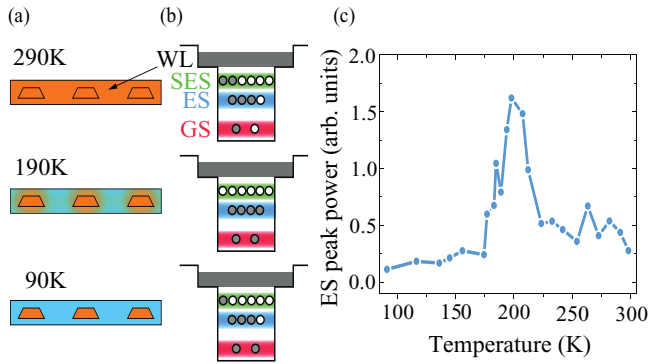 (a)
(b)
(c)
290K
WL
SES
ES
GS
190K
90K
ES peak power (arb. units)
2.0
1.5
1.0
0.5
0.0
100 150 200 250 300
Temperature (K)